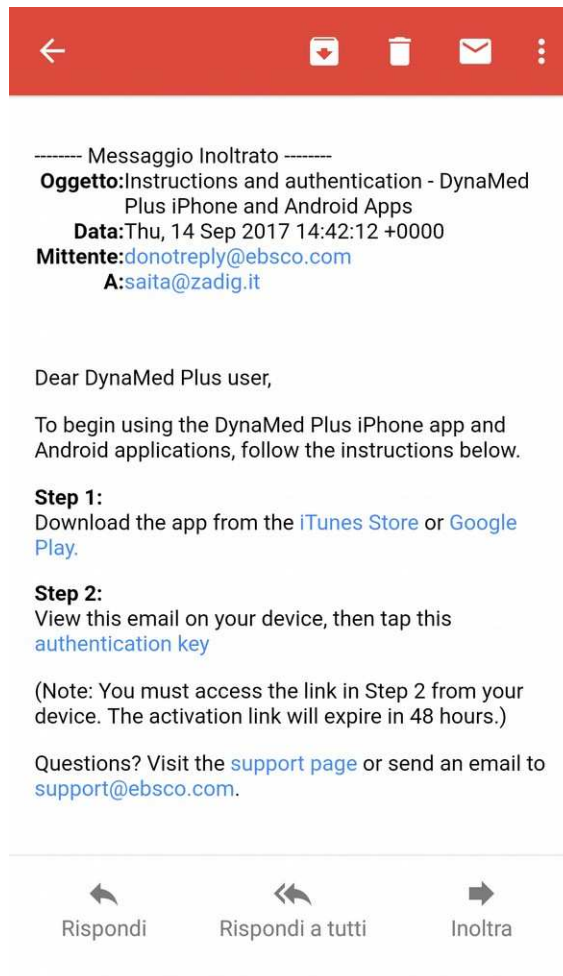 -------- Messaggio Inoltrato --------
Oggetto:Instructions and authentication - DynaMed
Plus iPhone and Android Apps
Data:Thu, 14 Sep 2017 14:42:12 +0000
Mittente:donotreply@ebsco.com
A:saita@zadig.it
Dear DynaMed Plus user,
To begin using the DynaMed Plus iPhone app and
Android applications, follow the instructions below.
Step 1:
Download the app from the iTunes Store or Google
Play.
Step 2:
View this email on your device, then tap this
authentication key
(Note: You must access the link in Step 2 from your
device. The activation link will expire in 48 hours.)
Questions? Visit the support page or send an email to
support@ebsco.com.
Rispondi Rispondi a tutti Inoltra